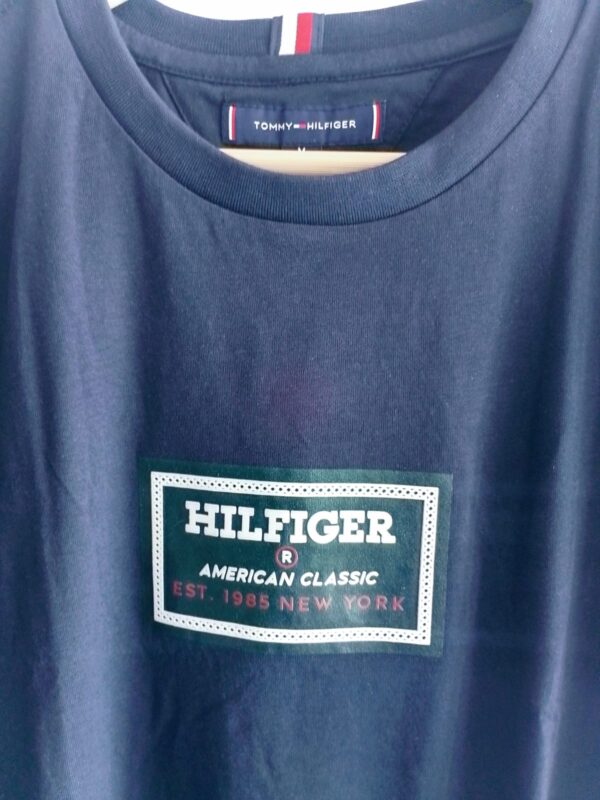 TOMMY HILFIGER
HILFIGER
®
AMERICAN CLASSIC
EST. 1985 NEW YORK